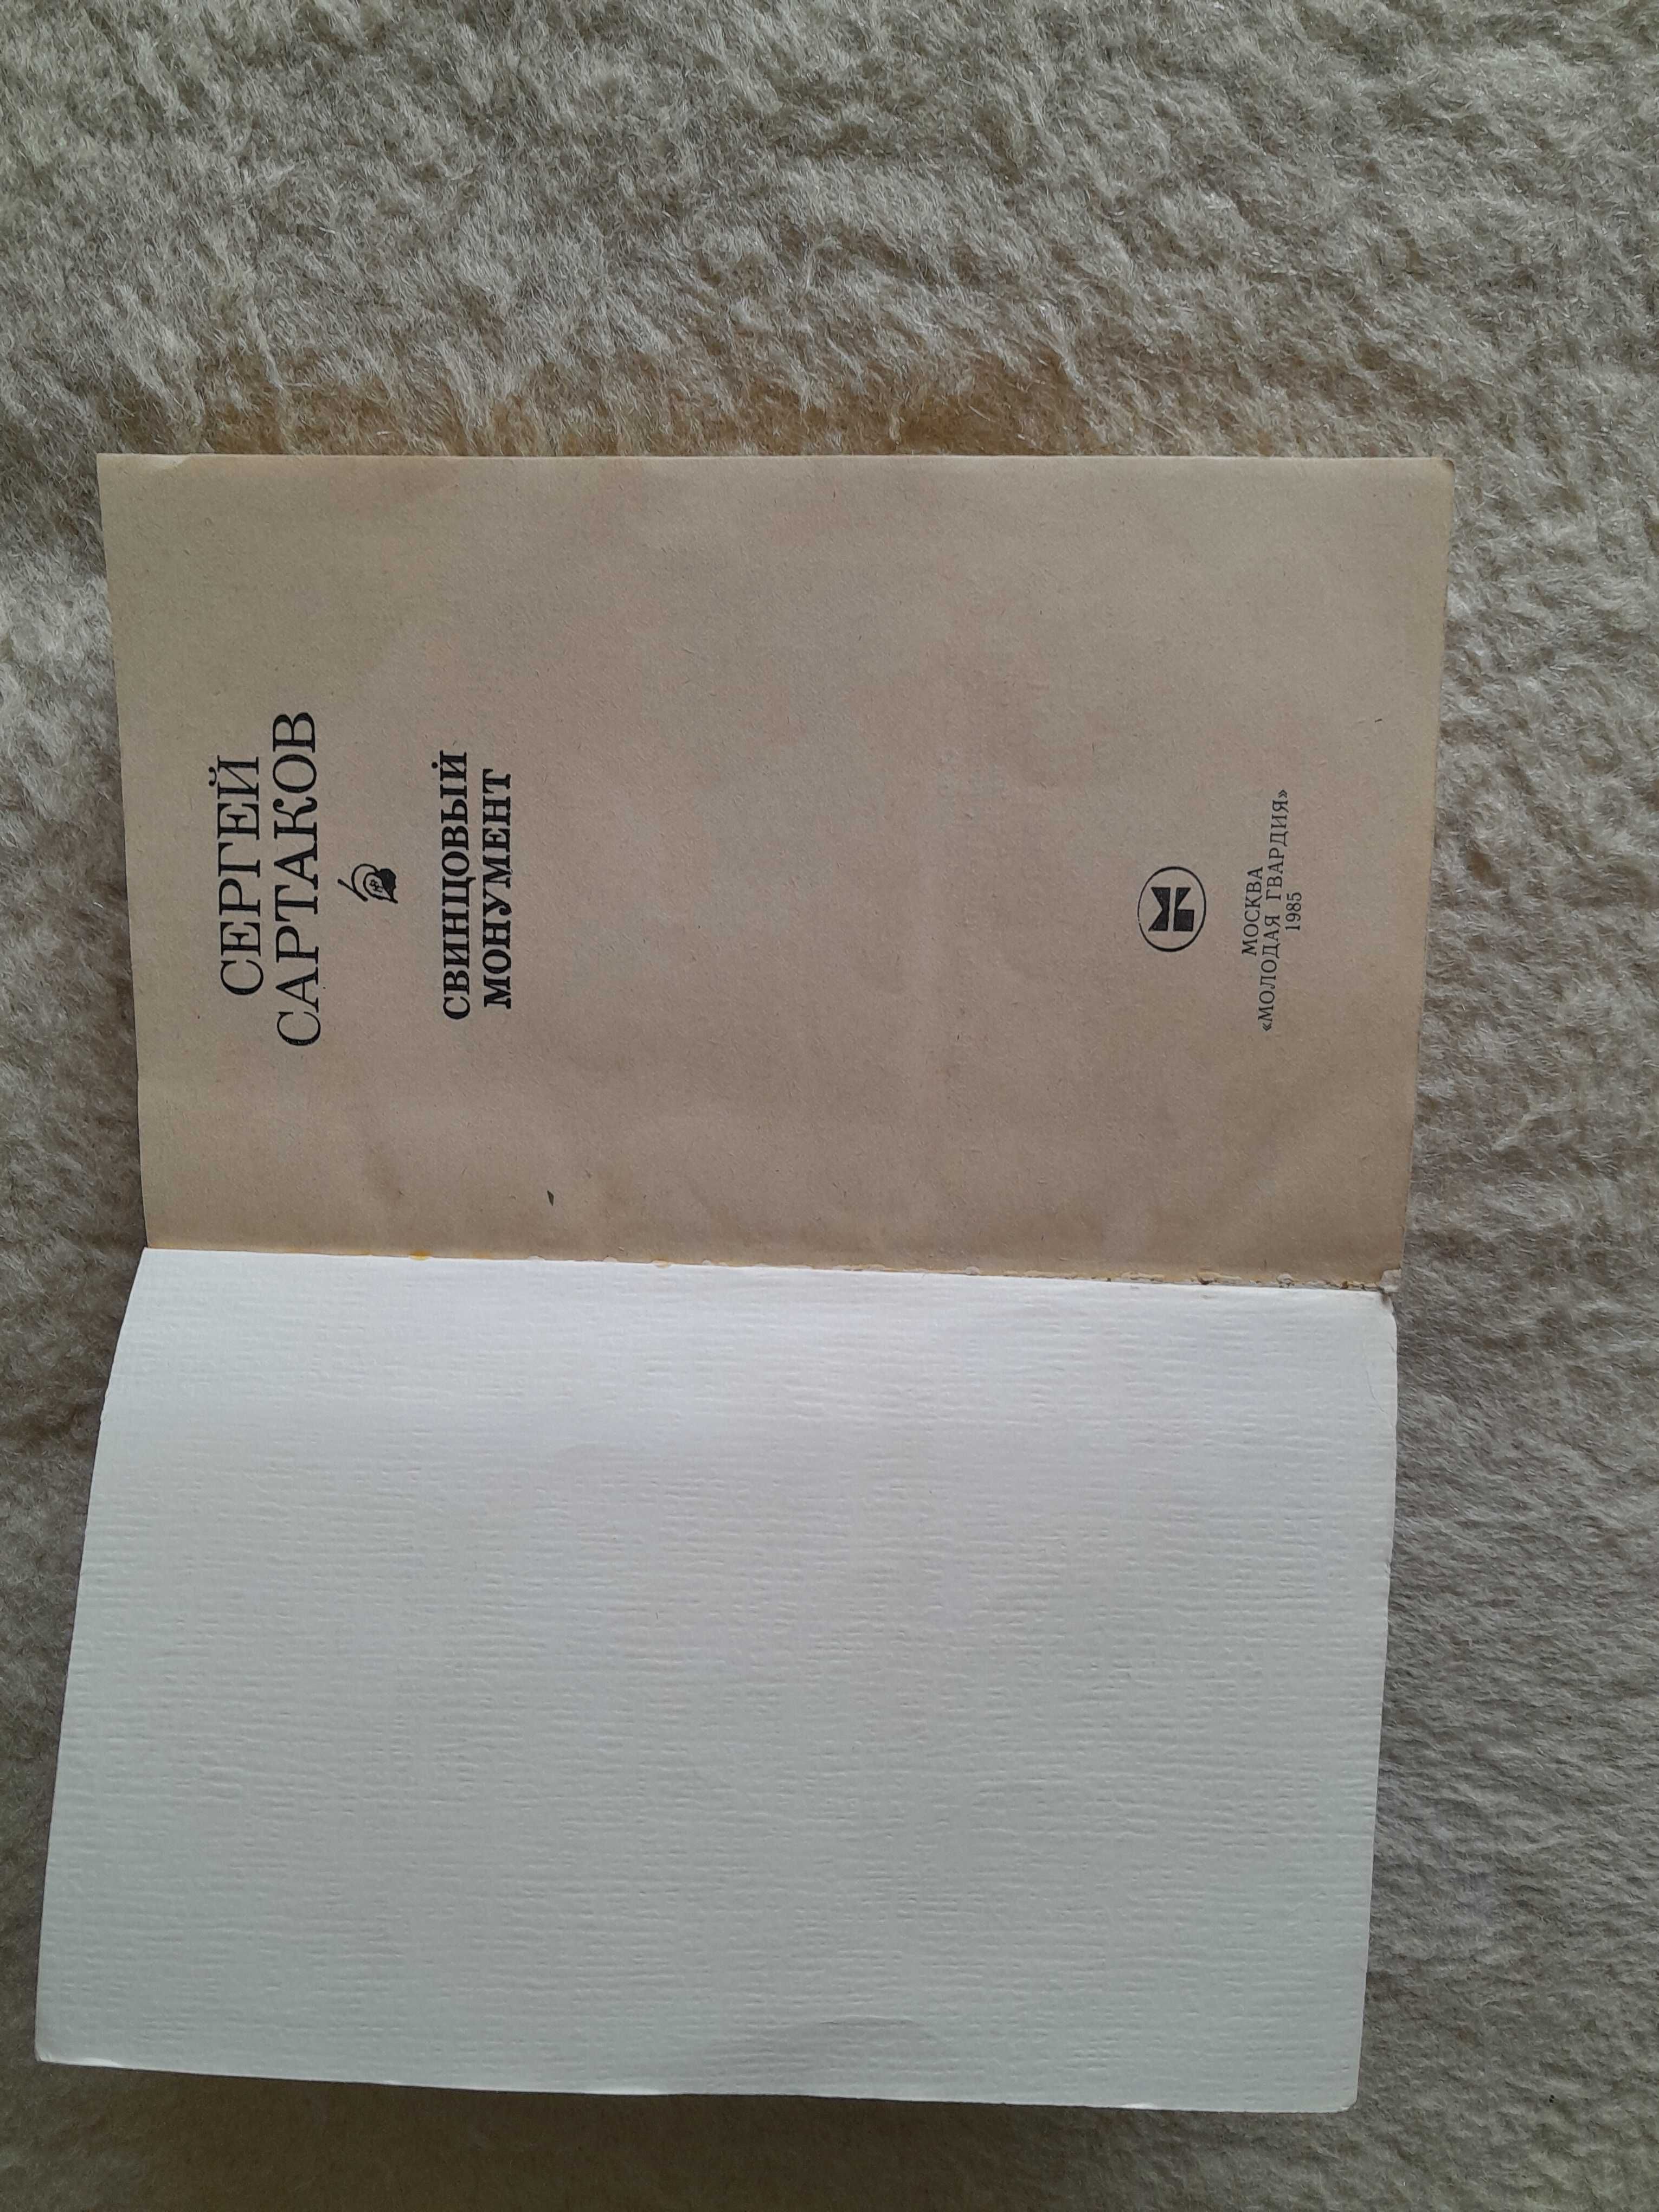 СЕРГЕЙ
САРТАКОВ
СВИНЦОВЫЙ
МОНУМЕНТ
МОСКВА
«МОЛОДАЯ ГВАРДИЯ»
1985